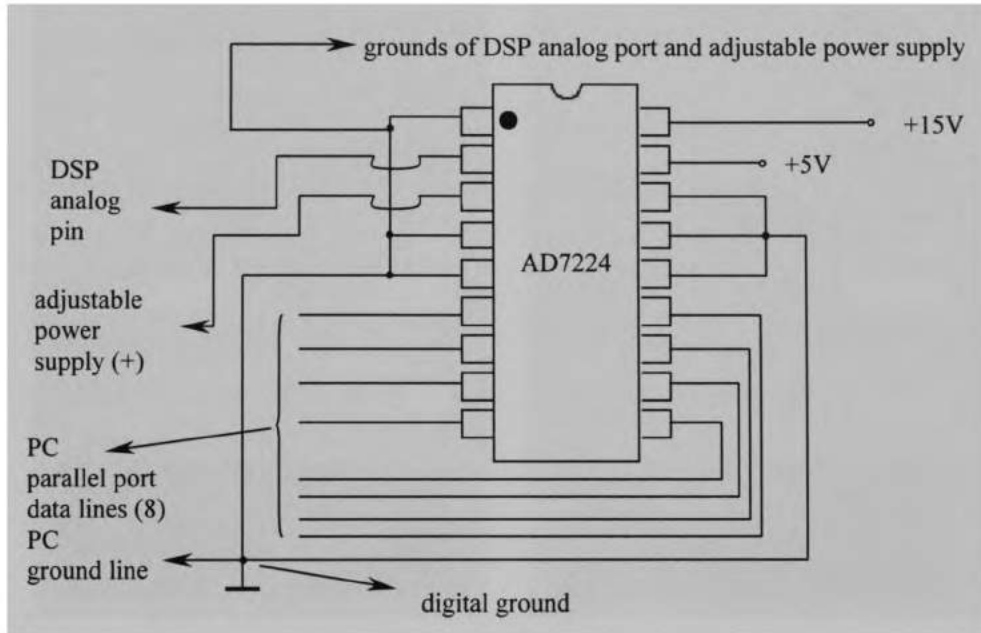 grounds of DSP analog port and adjustable power supply
+15V
+5V
DSP
analog
pin
AD7224
adjustable
power
supply (+)
PC
parallel port
data lines (8)
PC
ground line
digital ground